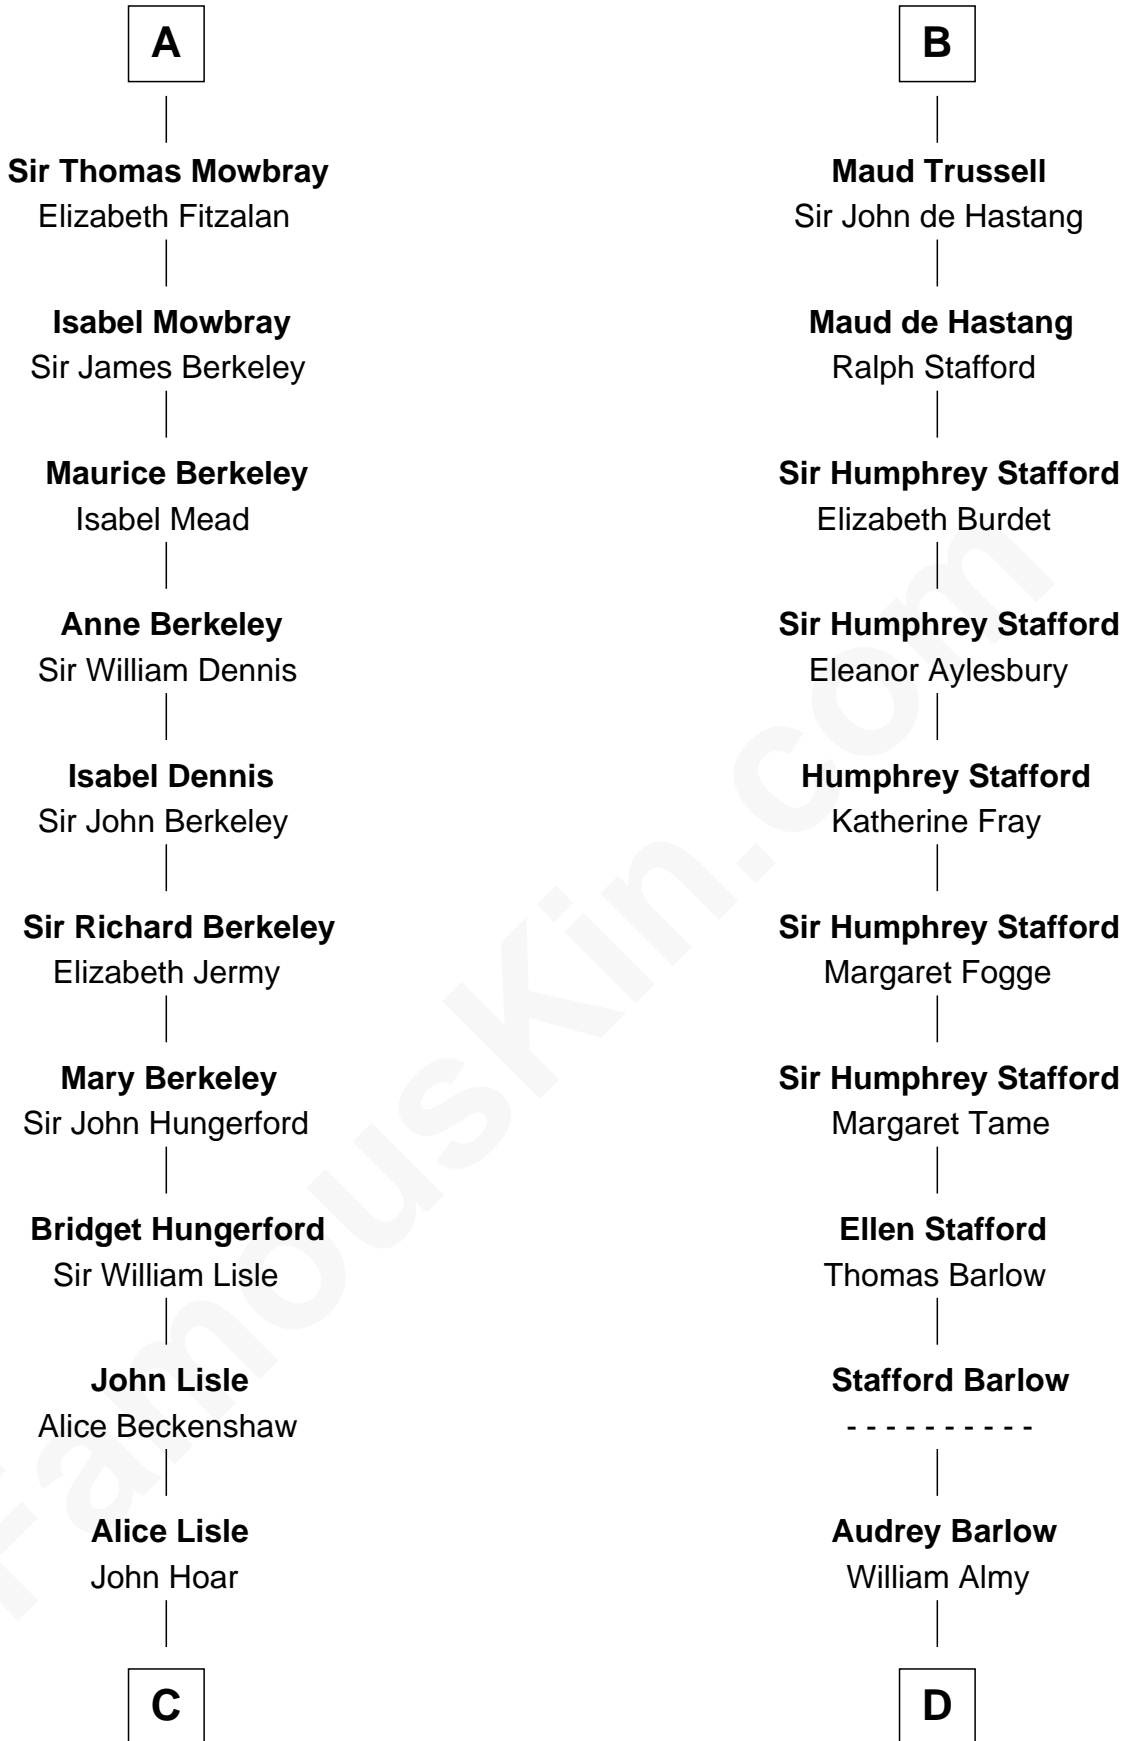 A
Sir Thomas Mowbray
Elizabeth Fitzalan
Isabel Mowbray
Sir James Berkeley
Maurice Berkeley
Isabel Mead
Anne Berkeley
Sir William Dennis
Isabel Dennis
Sir John Berkeley
Sir Richard Berkeley
Elizabeth Jermy
Mary Berkeley
Sir John Hungerford
Bridget Hungerford
Sir William Lisle
John Lisle
Alice Beckenshaw
Alice Lisle
John Hoar
C
B
Maud Trussell
Sir John de Hastang
Maud de Hastang
Ralph Stafford
Sir Humphrey Stafford
Elizabeth Burdet
Sir Humphrey Stafford
Eleanor Aylesbury
Humphrey Stafford
Katherine Fray
Sir Humphrey Stafford
Margaret Fogge
Sir Humphrey Stafford
Margaret Tame
Ellen Stafford
Thomas Barlow
Stafford Barlow
- - - - - - - - - -
Audrey Barlow
William Almy
D
FamousKin.com